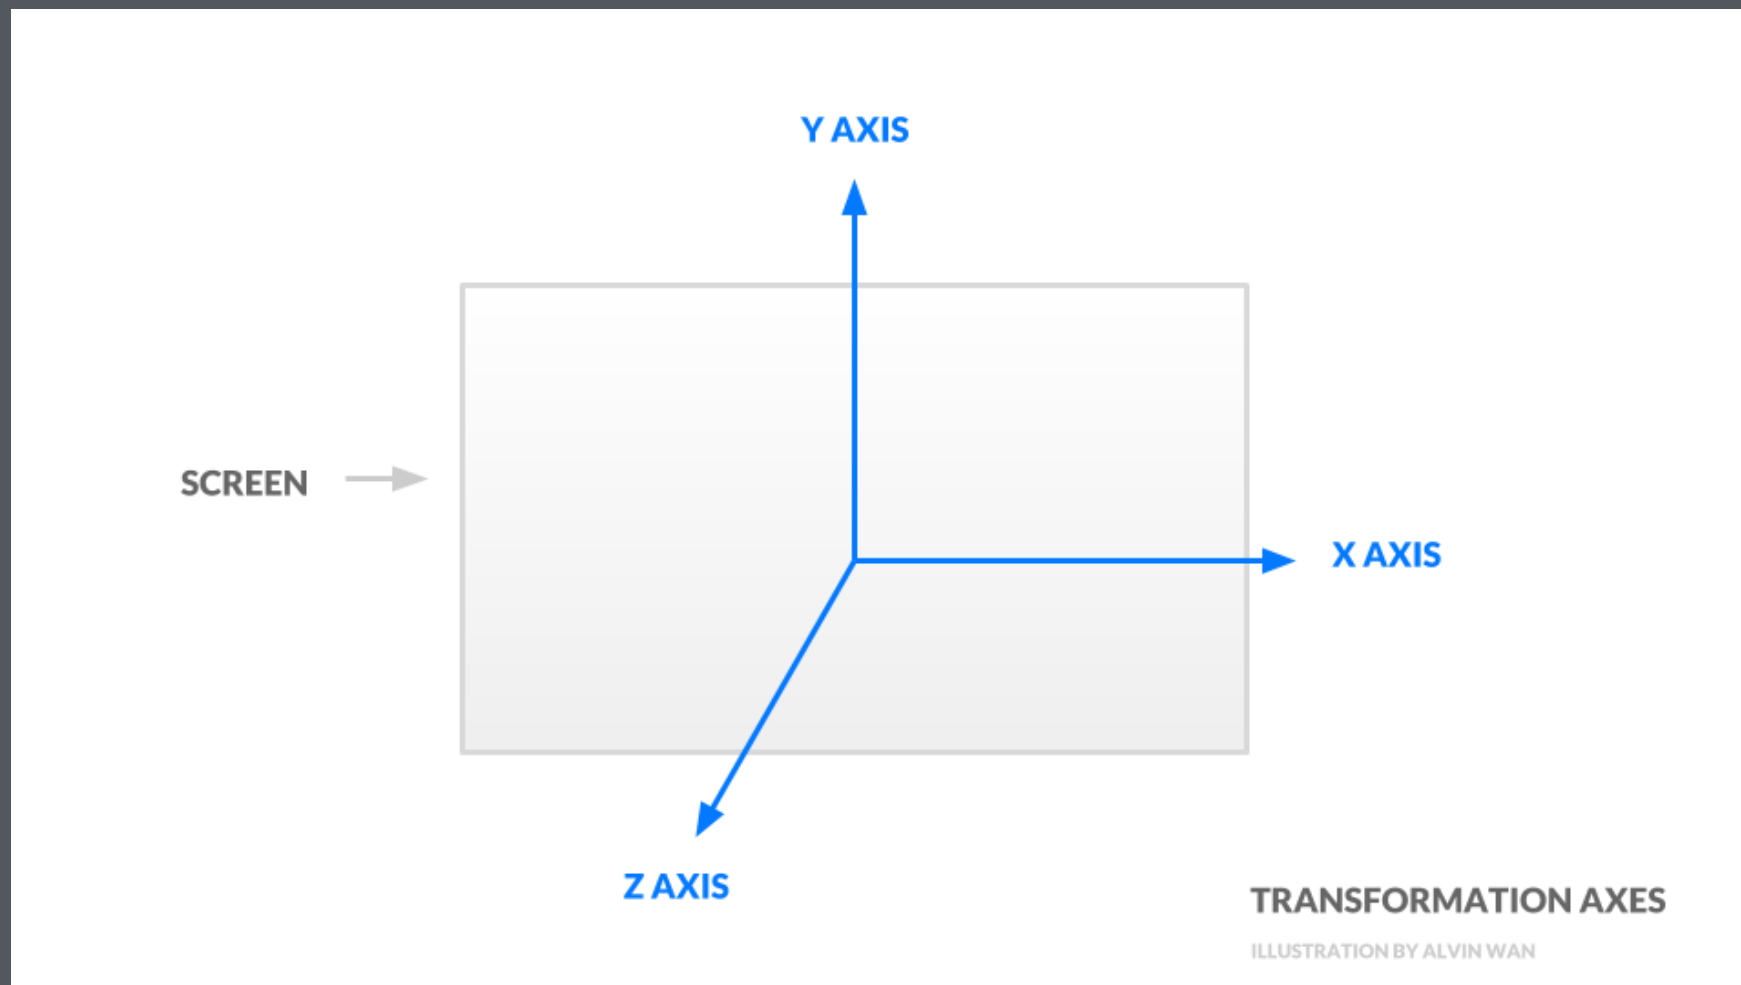 Y AXIS
SCREEN
X AXIS
Z AXIS
TRANSFORMATION AXES
ILLUSTRATION BY ALVIN WAN